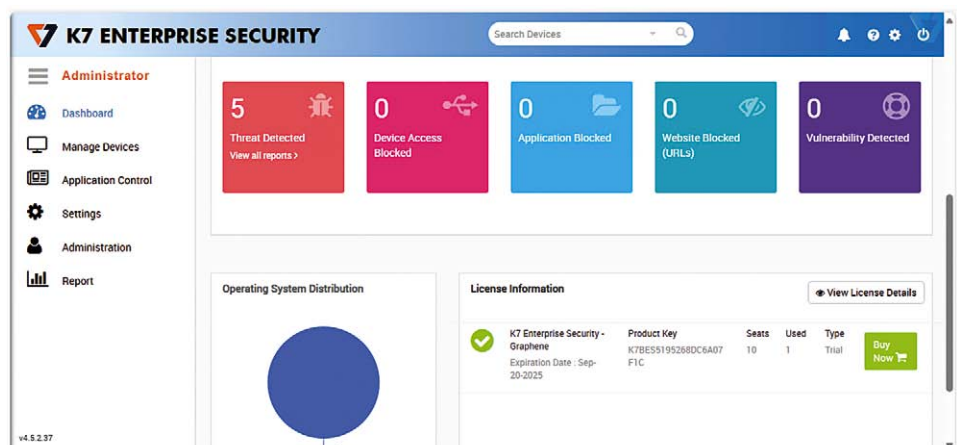 K7 ENTERPRISE SECURITY
Search Devices
Administrator
Dashboard
Manage Devices
Application Control
Settings
Administration
Report
v4.5.2.37
5
Threat Detected
View all reports >
0
Device Access
Blocked
0
Application Blocked
0
Website Blocked
(URLs)
0
Vulnerability Detected
Operating System Distribution
License Information
View License Details
K7 Enterprise Security -
Graphene
Expiration Date : Sep-
20-2025
Product Key
K7BES5195268DC6A07
F1C
Seats
10
Used
1
Type
Trial
Buy
Now